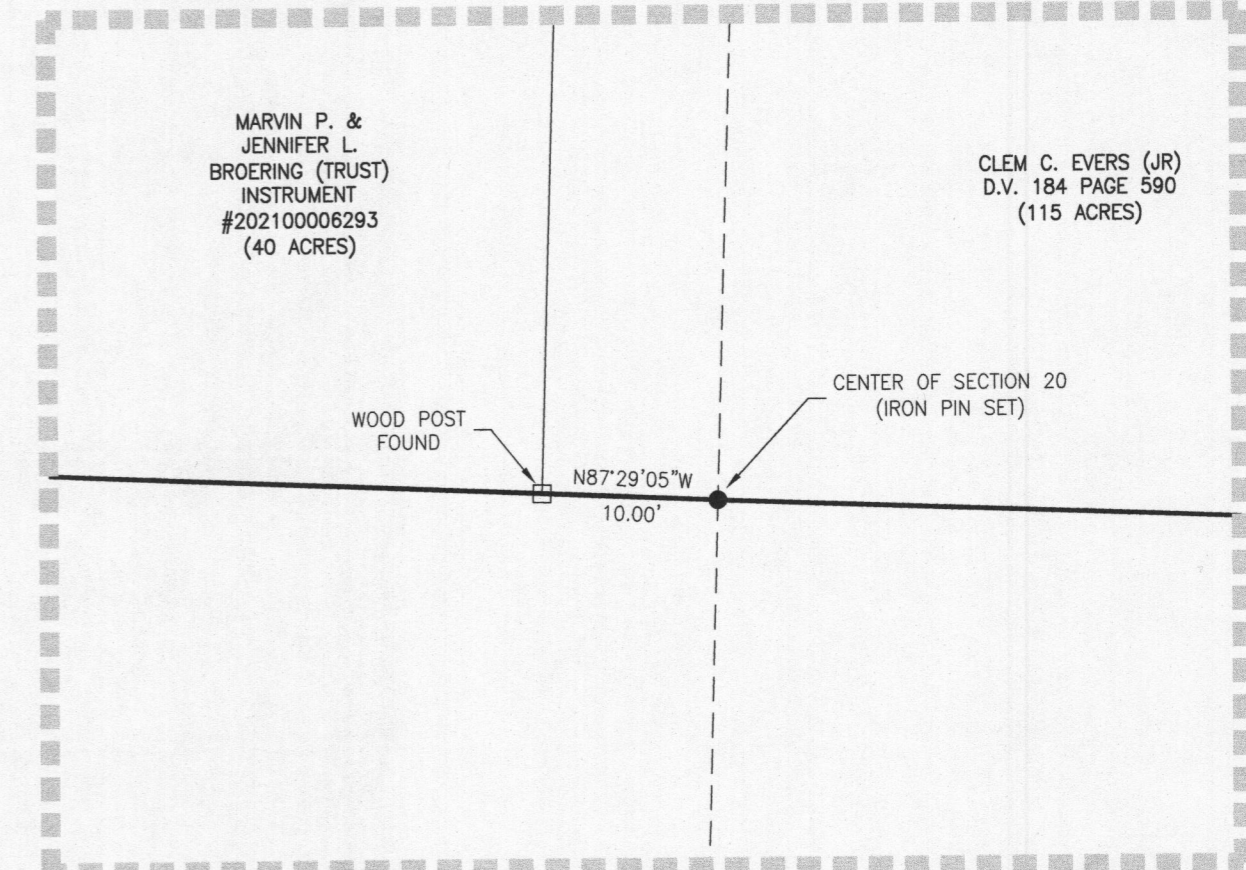 MARVIN P. &
JENNIFER L.
BROERING (TRUST)
INSTRUMENT
#202100006293
(40 ACRES)
CLEM C. EVERS (JR)
D.V. 184 PAGE 590
(115 ACRES)
CENTER OF SECTION 20
(IRON PIN SET)
WOOD POST
FOUND
N87°29'05"W
10.00'